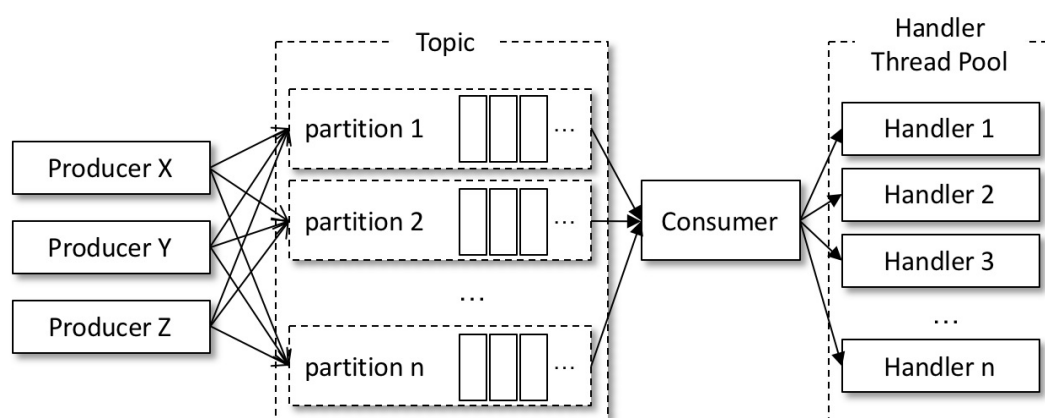 Producer X
Producer Y
Producer Z
Topic
partition 1
...
partition 2
...
...
partition n
...
Consumer
Handler
Thread Pool
Handler 1
Handler 2
Handler 3
...
Handler n